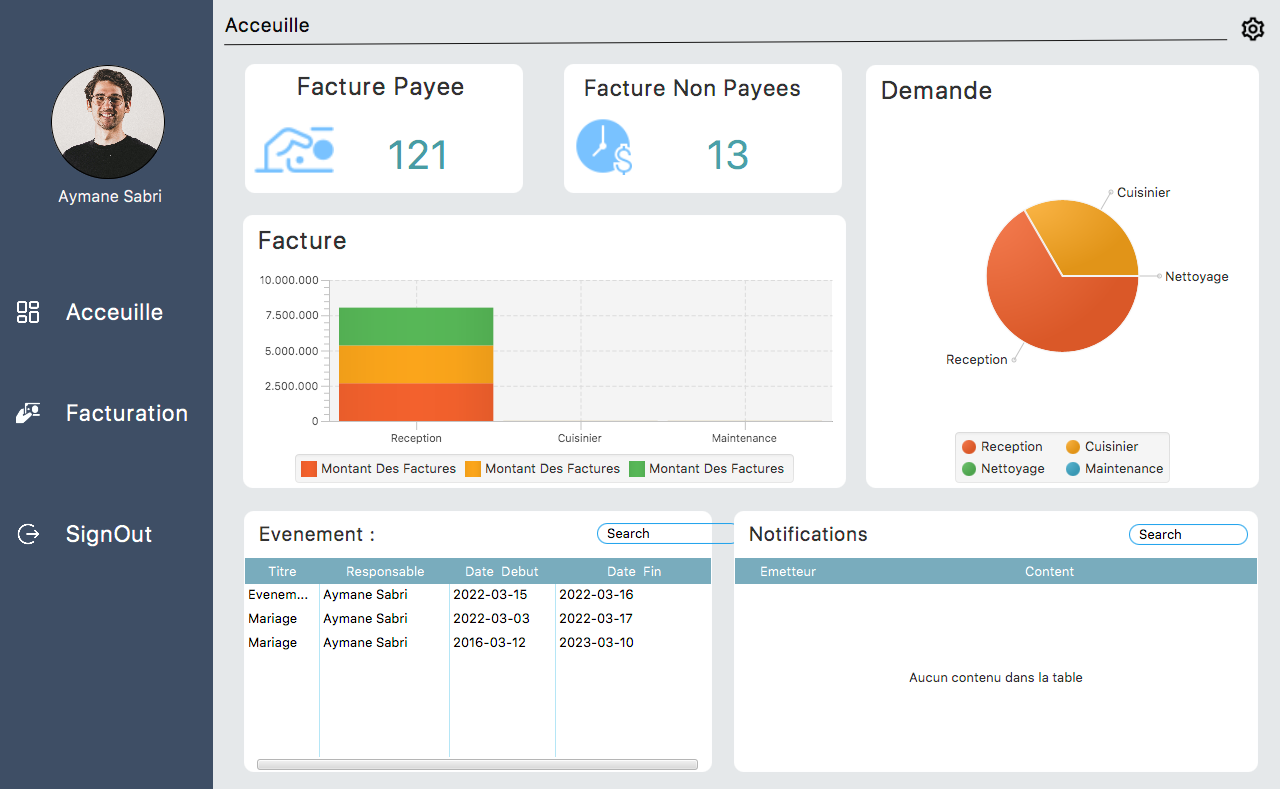 Acceuille
Aymane Sabri
Acceuille
Facturation
SignOut
Facture Payee
121
Facture Non Payees
13
Demande
Cuisinier
Nettoyage
Reception
Reception
Cuisinier
Nettoyage
Maintenance
Facture
10.000.000
7.500.000
5.000.000
2.500.000
0
Reception Cuisinier Maintenance
Montant Des Factures Montant Des Factures Montant Des Factures
Evenement :
Search
Titre Responsable Date Debut Date Fin
Evenem... Aymane Sabri 2022-03-15 2022-03-16
Mariage Aymane Sabri 2022-03-03 2022-03-17
Mariage Aymane Sabri 2016-03-12 2023-03-10
Notifications
Search
Emetteur Content
Aucun contenu dans la table